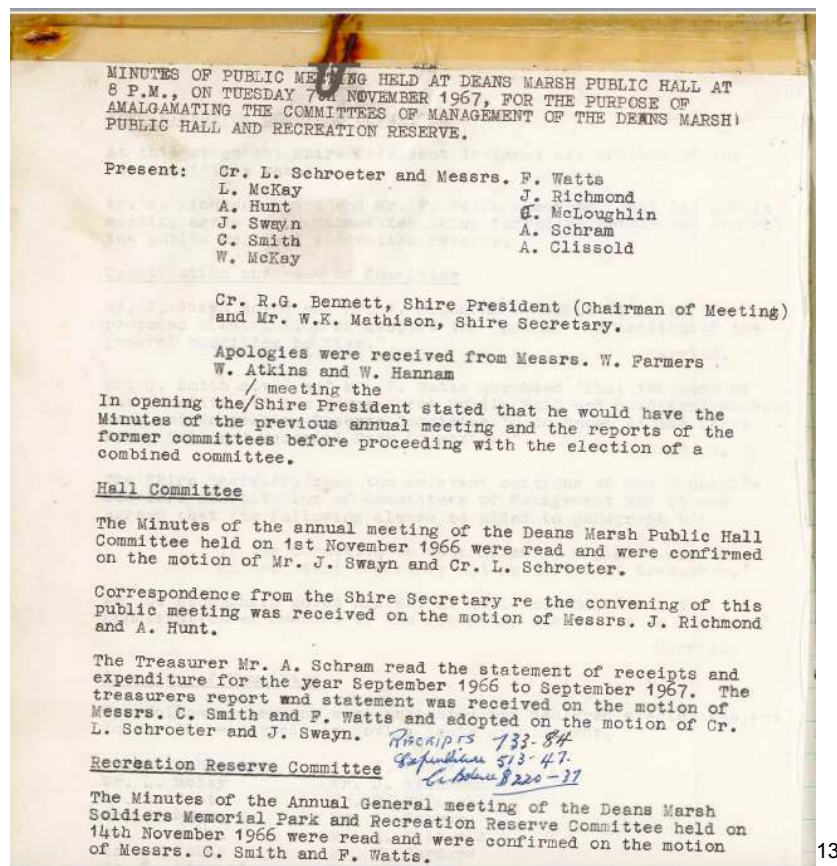 MINUTES OF PUBLIC MEETING HELD AT DEANS MARSH PUBLIC HALL AT
8 P.M., ON TUESDAY 7TH NOVEMBER 1967, FOR THE PURPOSE OF
AMALGAMATING THE COMMITTEES OF MANAGEMENT OF THE DEANS MARSH
PUBLIC HALL AND RECREATION RESERVE.
Present: Cr. L. Schroeter and Messrs. F. Watts
L. McKay J. Richmond
A. Hunt C. McLoughlin
J. Swayn A. Schram
C. Smith A. Clissold
W. McKay
Cr. R.G. Bennett, Shire President (Chairman of Meeting)
and Mr. W.K. Mathison, Shire Secretary.
Apologies were received from Messrs. W. Farmers
W. Atkins and W. Hannam
/ meeting the
In opening the/Shire President stated that he would have the
Minutes of the previous annual meeting and the reports of the
former committees before proceeding with the election of a
combined committee.
Hall Committee
The Minutes of the annual meeting of the Deans Marsh Public Hall
Committee held on 1st November 1966 were read and were confirmed
on the motion of Mr. J. Swayn and Cr. L. Schroeter.
Correspondence from the Shire Secretary re the convening of this
public meeting was received on the motion of Messrs. J. Richmond
and A. Hunt.
The Treasurer Mr. A. Schram read the statement of receipts and
expenditure for the year September 1966 to September 1967. The
treasurers report wnd statement was received on the motion of
Messrs. C. Smith and F. Watts and adopted on the motion of Cr.
L. Schroeter and J. Swayn.
Receipts 733-84
Expenditure 513-47.
Cr Balance $220-37
Recreation Reserve Committee
The Minutes of the Annual General meeting of the Deans Marsh
Soldiers Memorial Park and Recreation Reserve Committee held on
14th November 1966 were read and were confirmed on the motion
of Messrs. C. Smith and F. Watts.
13